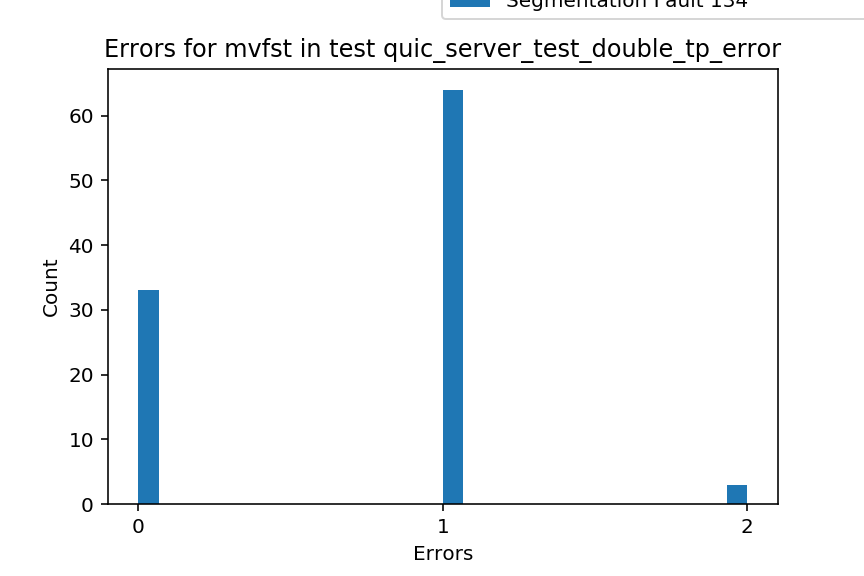 Segmentation Fault 134
Errors for mvfst in test quic_server_test_double_tp_error
60
50
40
30
20
10
0
Count
0 1 2
Errors